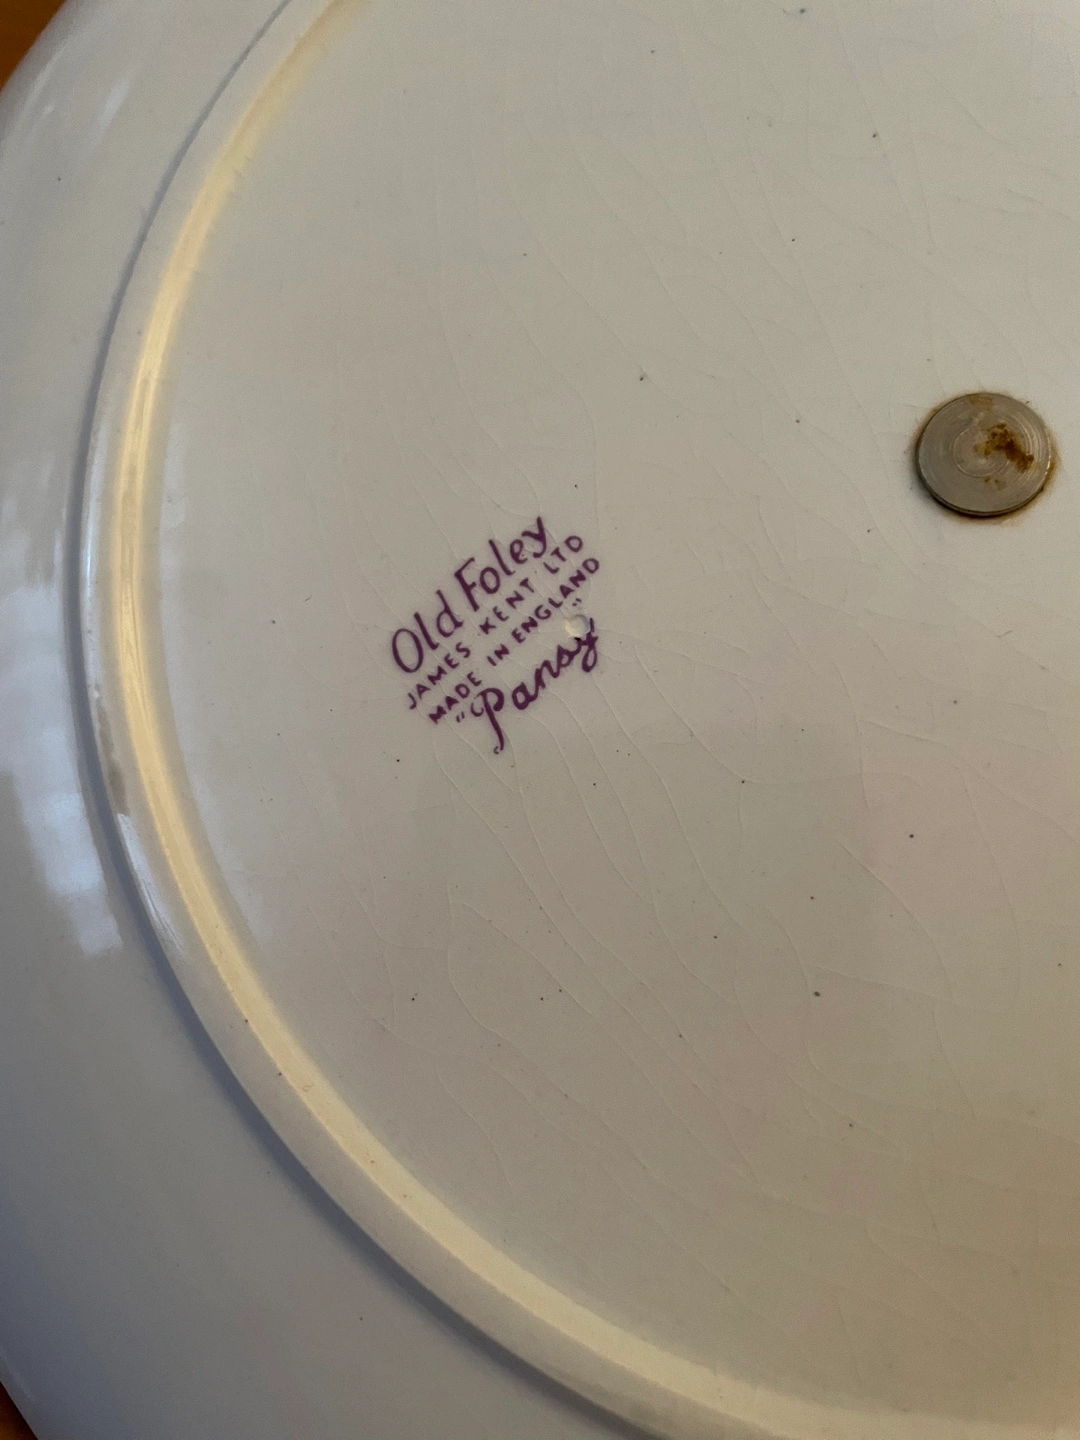 Old Foley
JAMES KENT LTD
MADE IN ENGLAND
"Pansy"